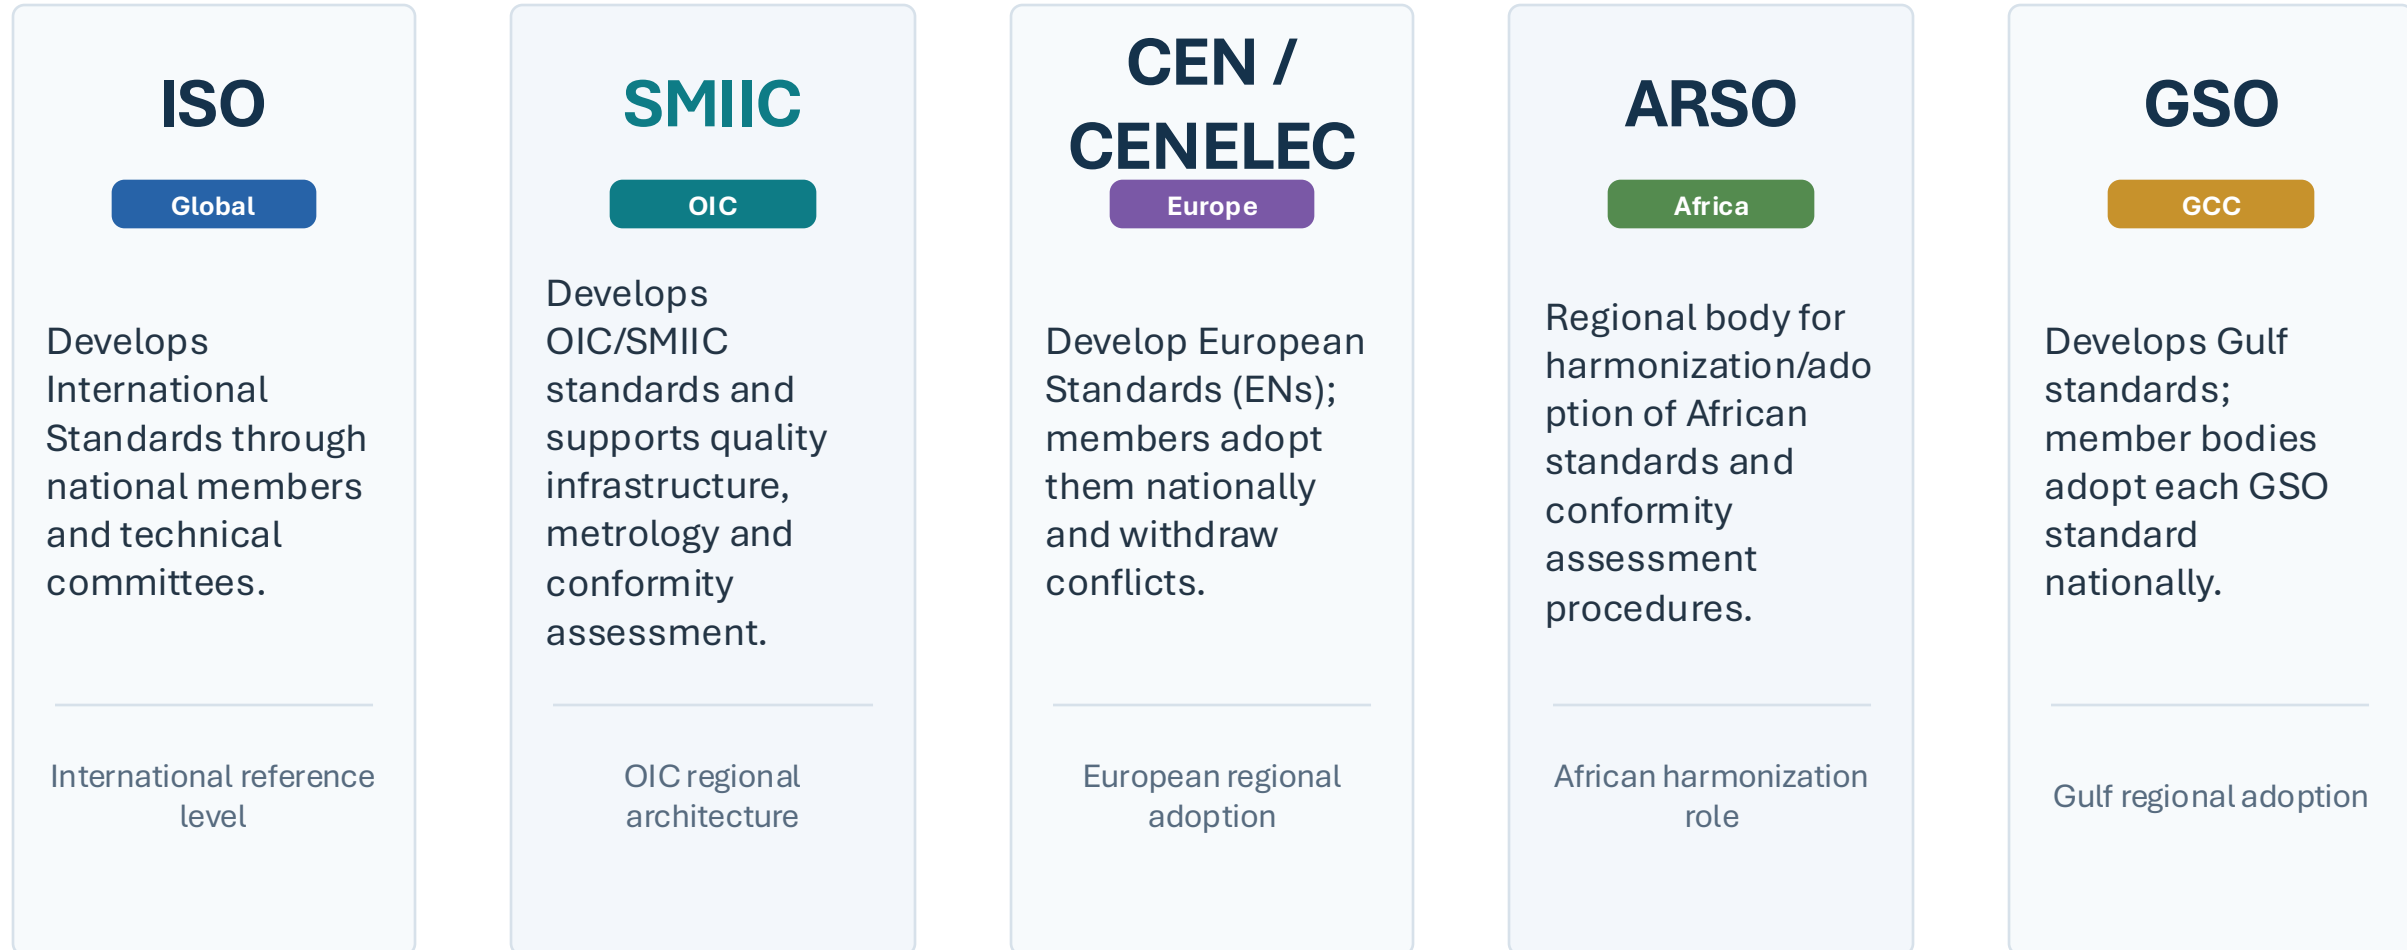 ISO
Global
Develops
International
Standards through
national members
and technical
committees.
International reference
level
SMIIC
OIC
Develops
OIC/SMIIC
standards and
supports quality
infrastructure,
metrology and
conformity
assessment.
OIC regional
architecture
CEN /
CENELEC
Europe
Develop European
Standards (ENs);
members adopt
them nationally
and withdraw
conflicts.
European regional
adoption
ARSO
Africa
Regional body for
harmonization/ado
ption of African
standards and
conformity
assessment
procedures.
African harmonization
role
GSO
GCC
Develops Gulf
standards;
member bodies
adopt each GSO
standard
nationally.
Gulf regional adoption